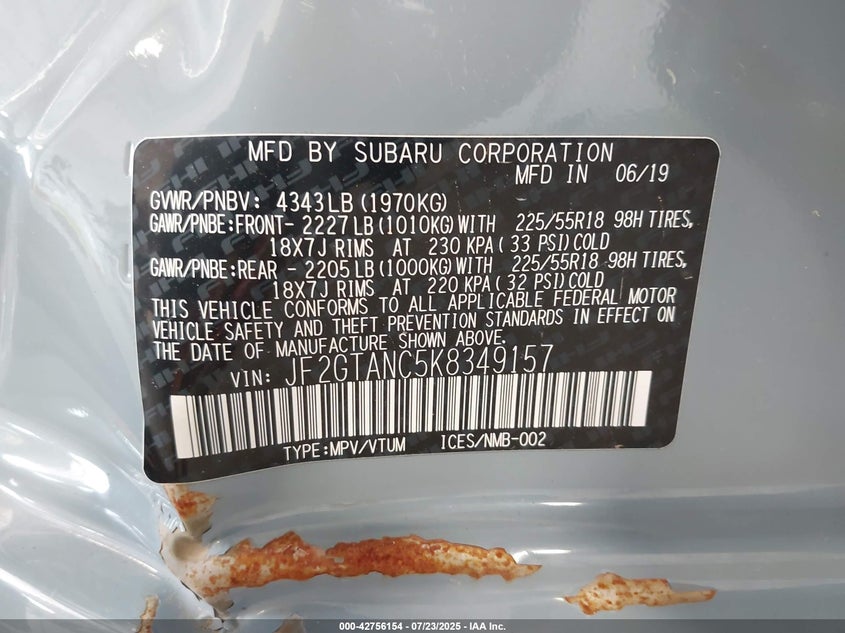 MFD BY SUBARU CORPORATION
MFD IN 06/19
GVWR/PNBV: 4343LB (1970KG)
GAWR/PNBE:FRONT- 2227LB (1010KG) WITH 225/55R18 98H TIRES,
18X7J RIMS AT 230 KPA ( 33 PSI) COLD
GAWR/PNBE:REAR - 2205LB (1000KG) WITH 225/55R18 98H TIRES,
18X7J RIMS AT 220 KPA ( 32 PSI) COLD
THIS VEHICLE CONFORMS TO ALL APPLICABLE FEDERAL MOTOR
VEHICLE SAFETY AND THEFT PREVENTION STANDARDS IN EFFECT ON
THE DATE OF MANUFACTURE SHOWN ABOVE.
VIN: JF2GTANC5K8349157
TYPE:MPV/VTUM ICES/NMB-002
000-42756154 - 07/23/2025 - IAA Inc.